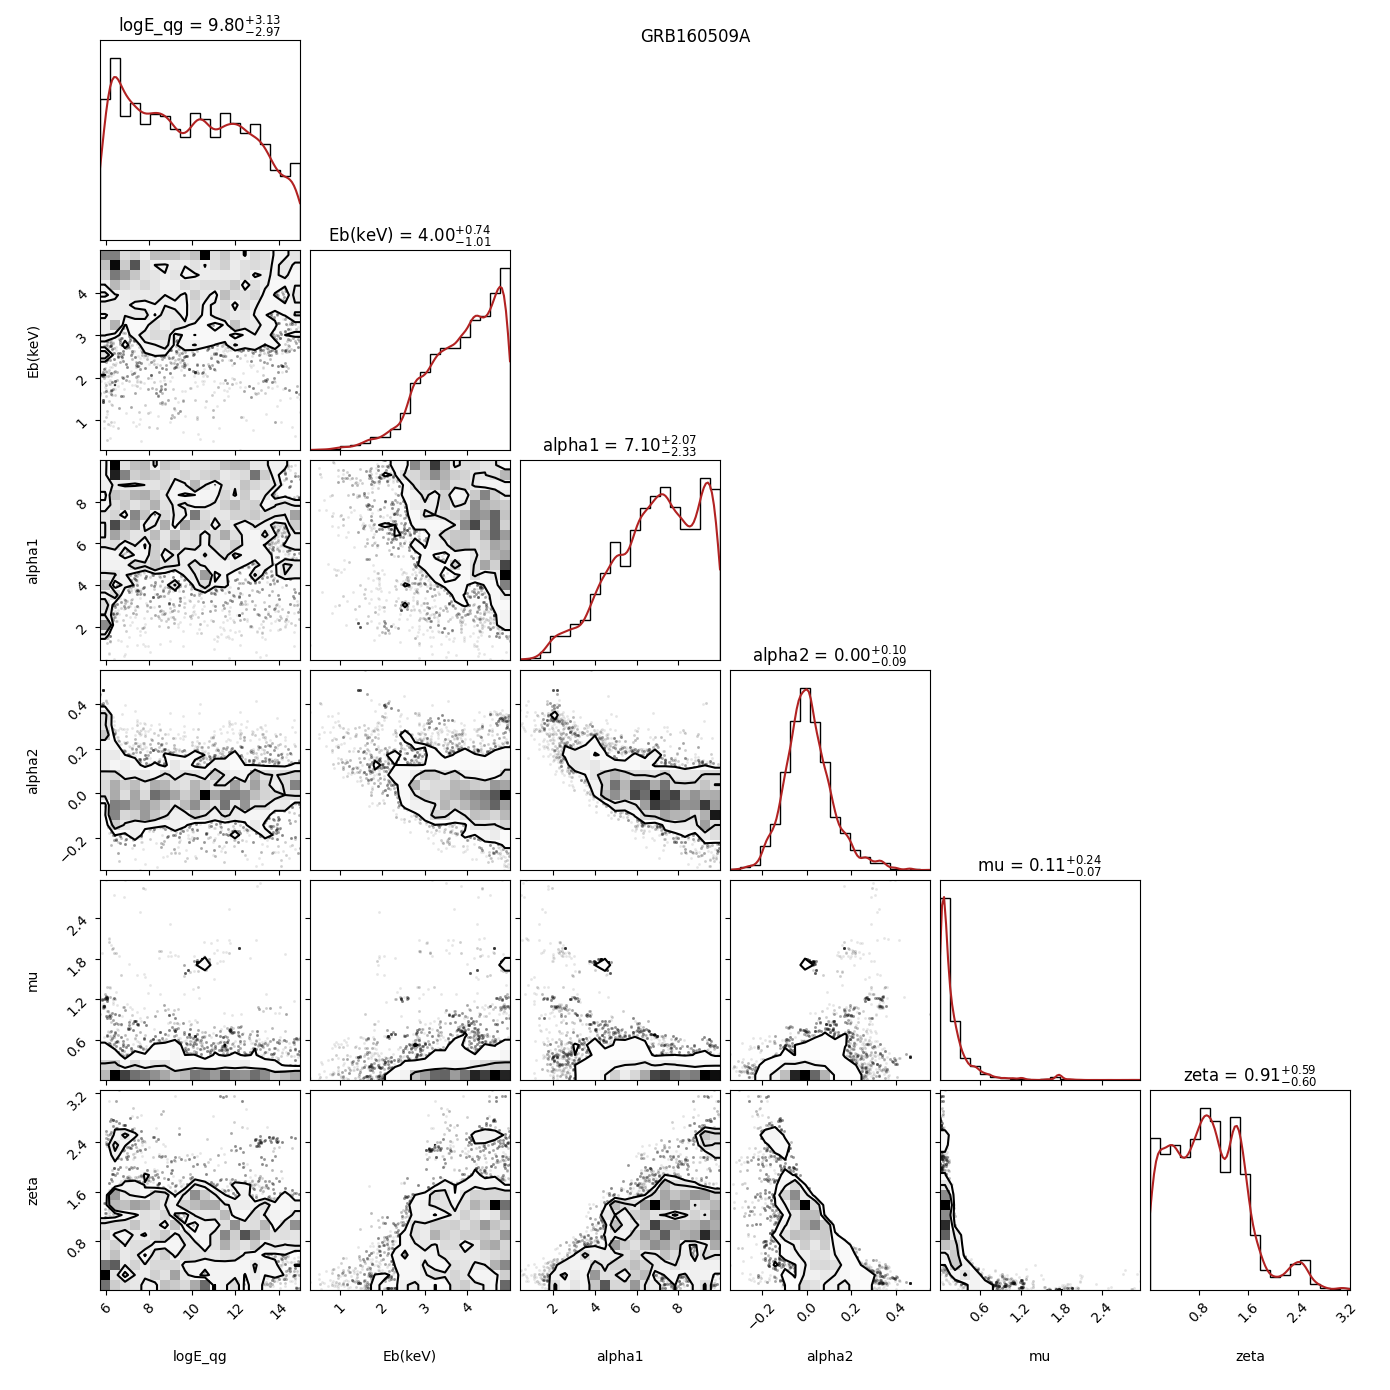 GRB160509A
logE_qg = 9.80+3.13−2.97
Eb(keV) = 4.00+0.74−1.01
Eb(keV)
4
3
2
1
alpha1 = 7.10+2.07−2.33
alpha1
8
6
4
2
alpha2 = 0.00+0.10−0.09
alpha2
0.4
0.2
0.0
−0.2
mu = 0.11+0.24−0.07
mu
2.4
1.8
1.2
0.6
zeta = 0.91+0.59−0.60
zeta
3.2
2.4
1.6
0.8
6 8 10 12 14
1 2 3 4
2 4 6 8
−0.2 0.0 0.2 0.4
0.6 1.2 1.8 2.4
0.8 1.6 2.4 3.2
logE_qg
Eb(keV)
alpha1
alpha2
mu
zeta